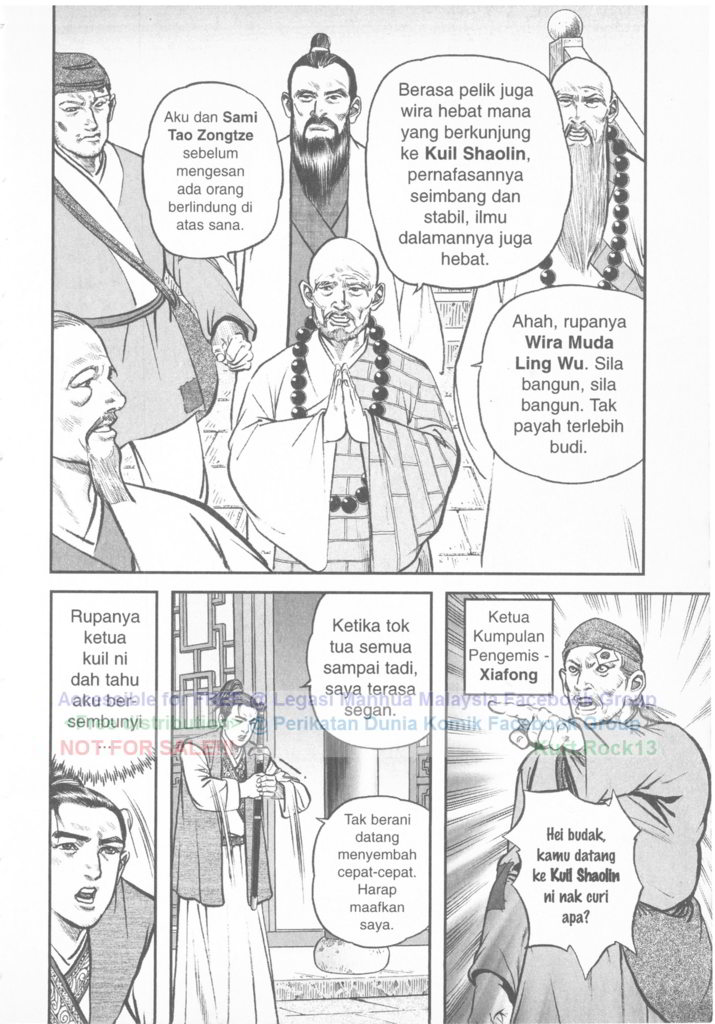 Aku dan Sami
Tao Zongtze
sebelum
mengesan
ada orang
berlindung di
atas sana.
Berasa pelik juga
wira hebat mana
yang berkunjung
ke Kuil Shaolin,
pernafasannya
seimbang dan
stabil, ilmu
dalamannya juga
hebat.
Ahah, rupanya
Wira Muda
Ling Wu. Sila
bangun, sila
bangun. Tak
payah terlebih
budi.
Rupanya
ketua
kuil ni
dah tahu
aku ber-
sembunyi
...
Ketika tok
tua semua
sampai tadi,
saya terasa
segan.
Tak berani
datang
menyembah
cepat-cepat.
Harap
maafkan
saya.
Ketua
Kumpulan
Pengemis -
Xiafong
Hei budak,
kamu datang
ke Kuil Shaolin
ni nak curi
apa?
Accessible for FREE @ Legasi Manhua Malaysia Facebook Group
<Free distribution> @ Perikatan Dunia Komik Facebook Group
NOT FOR SALE!!! Kurt Rock13